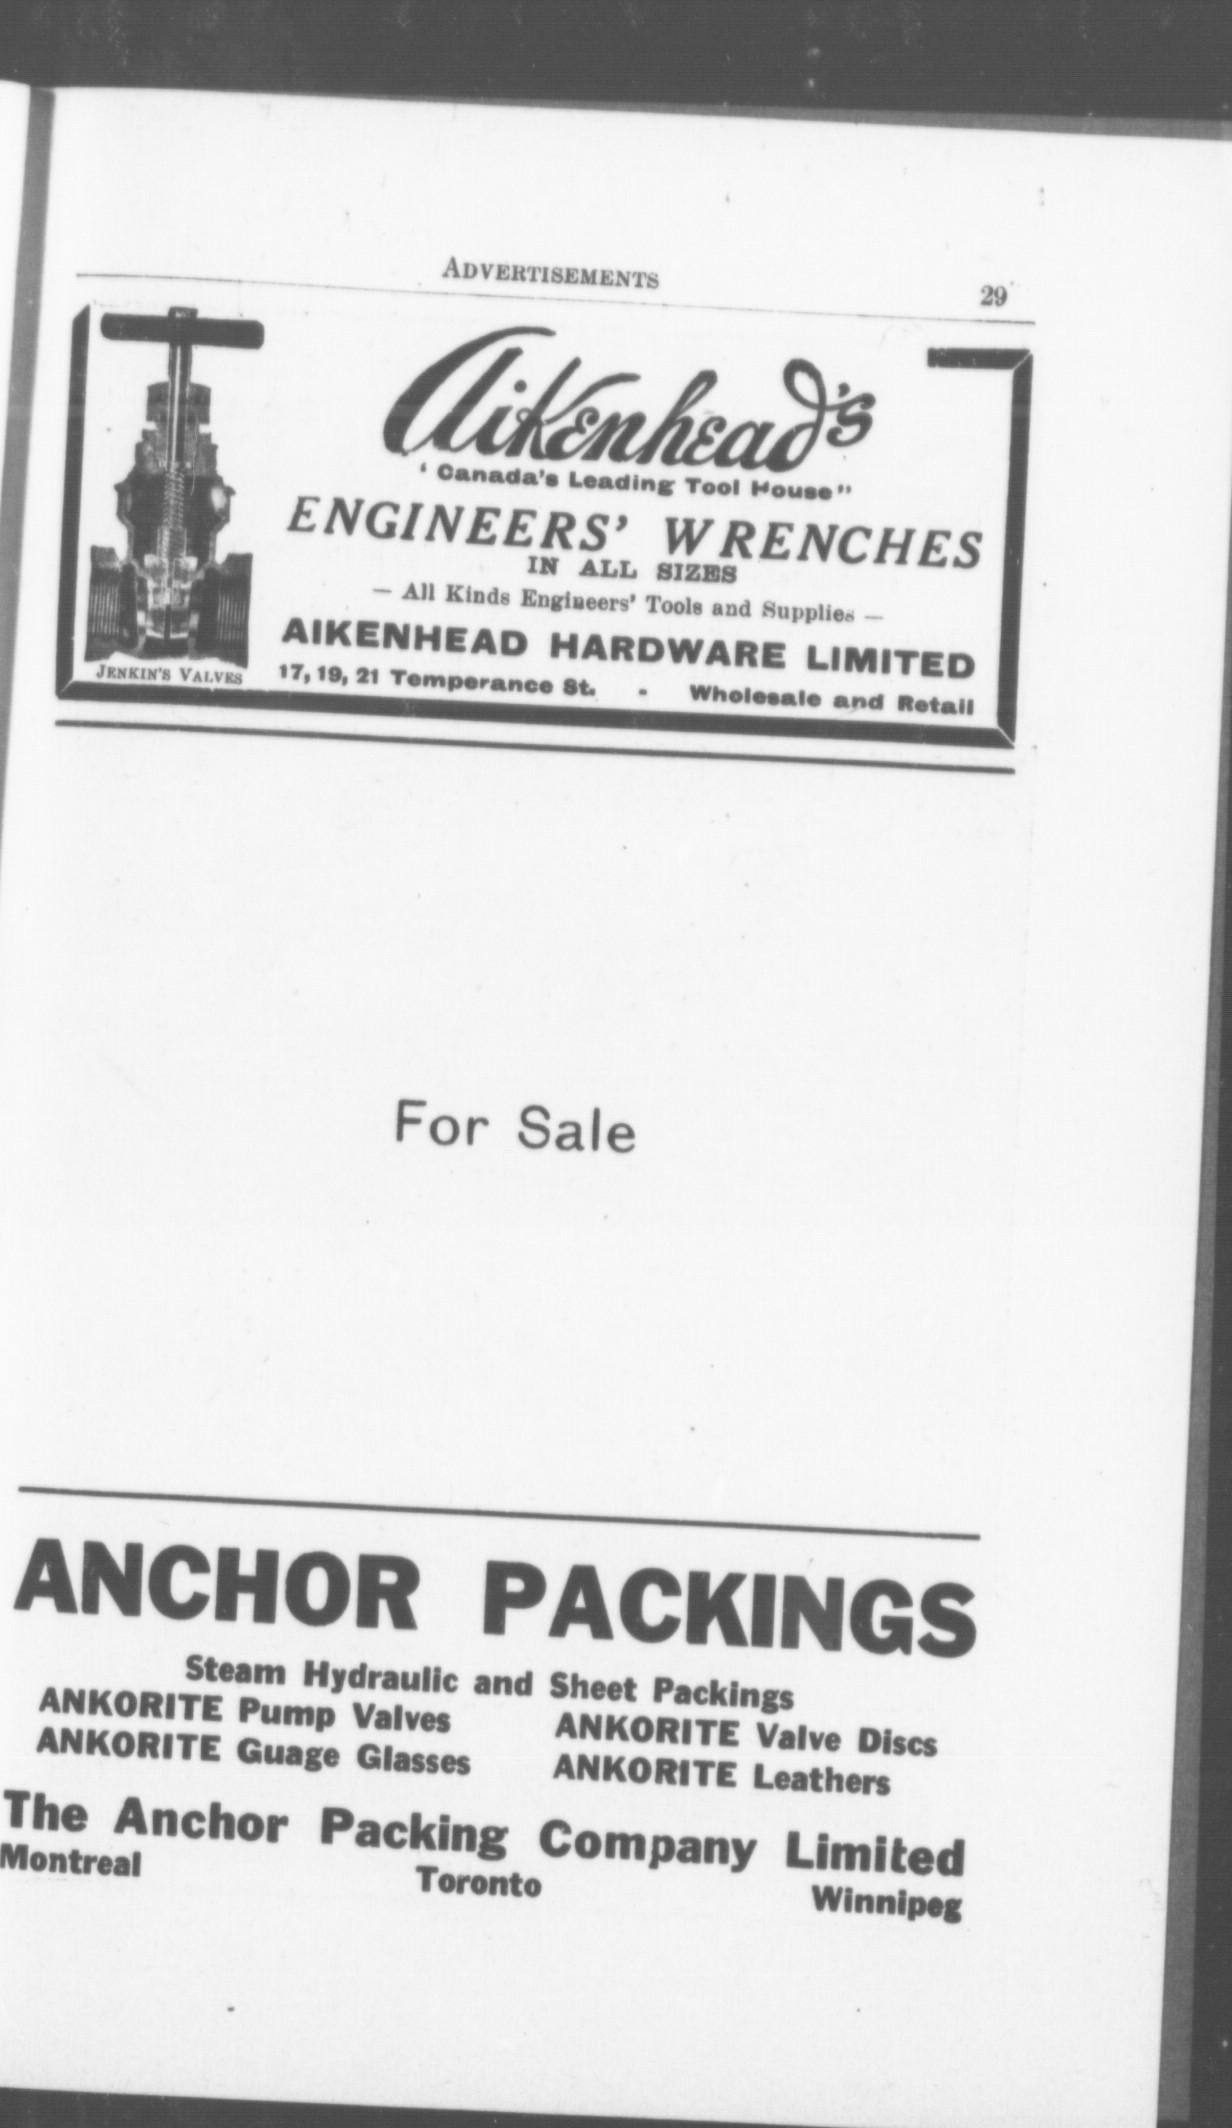 ADVERTISEMENTS 29
Aikenhead's
' Canada's Leading Tool House"
ENGINEERS' WRENCHES
IN ALL SIZES
— All Kinds Engineers' Tools and Supplies —
AIKENHEAD HARDWARE LIMITED
17, 19, 21 Temperance St. - Wholesale and Retail
JENKIN'S VALVES
For Sale
ANCHOR PACKINGS
Steam Hydraulic and Sheet Packings
ANKORITE Pump Valves ANKORITE Valve Discs
ANKORITE Guage Glasses ANKORITE Leathers
The Anchor Packing Company Limited
Montreal Toronto Winnipeg